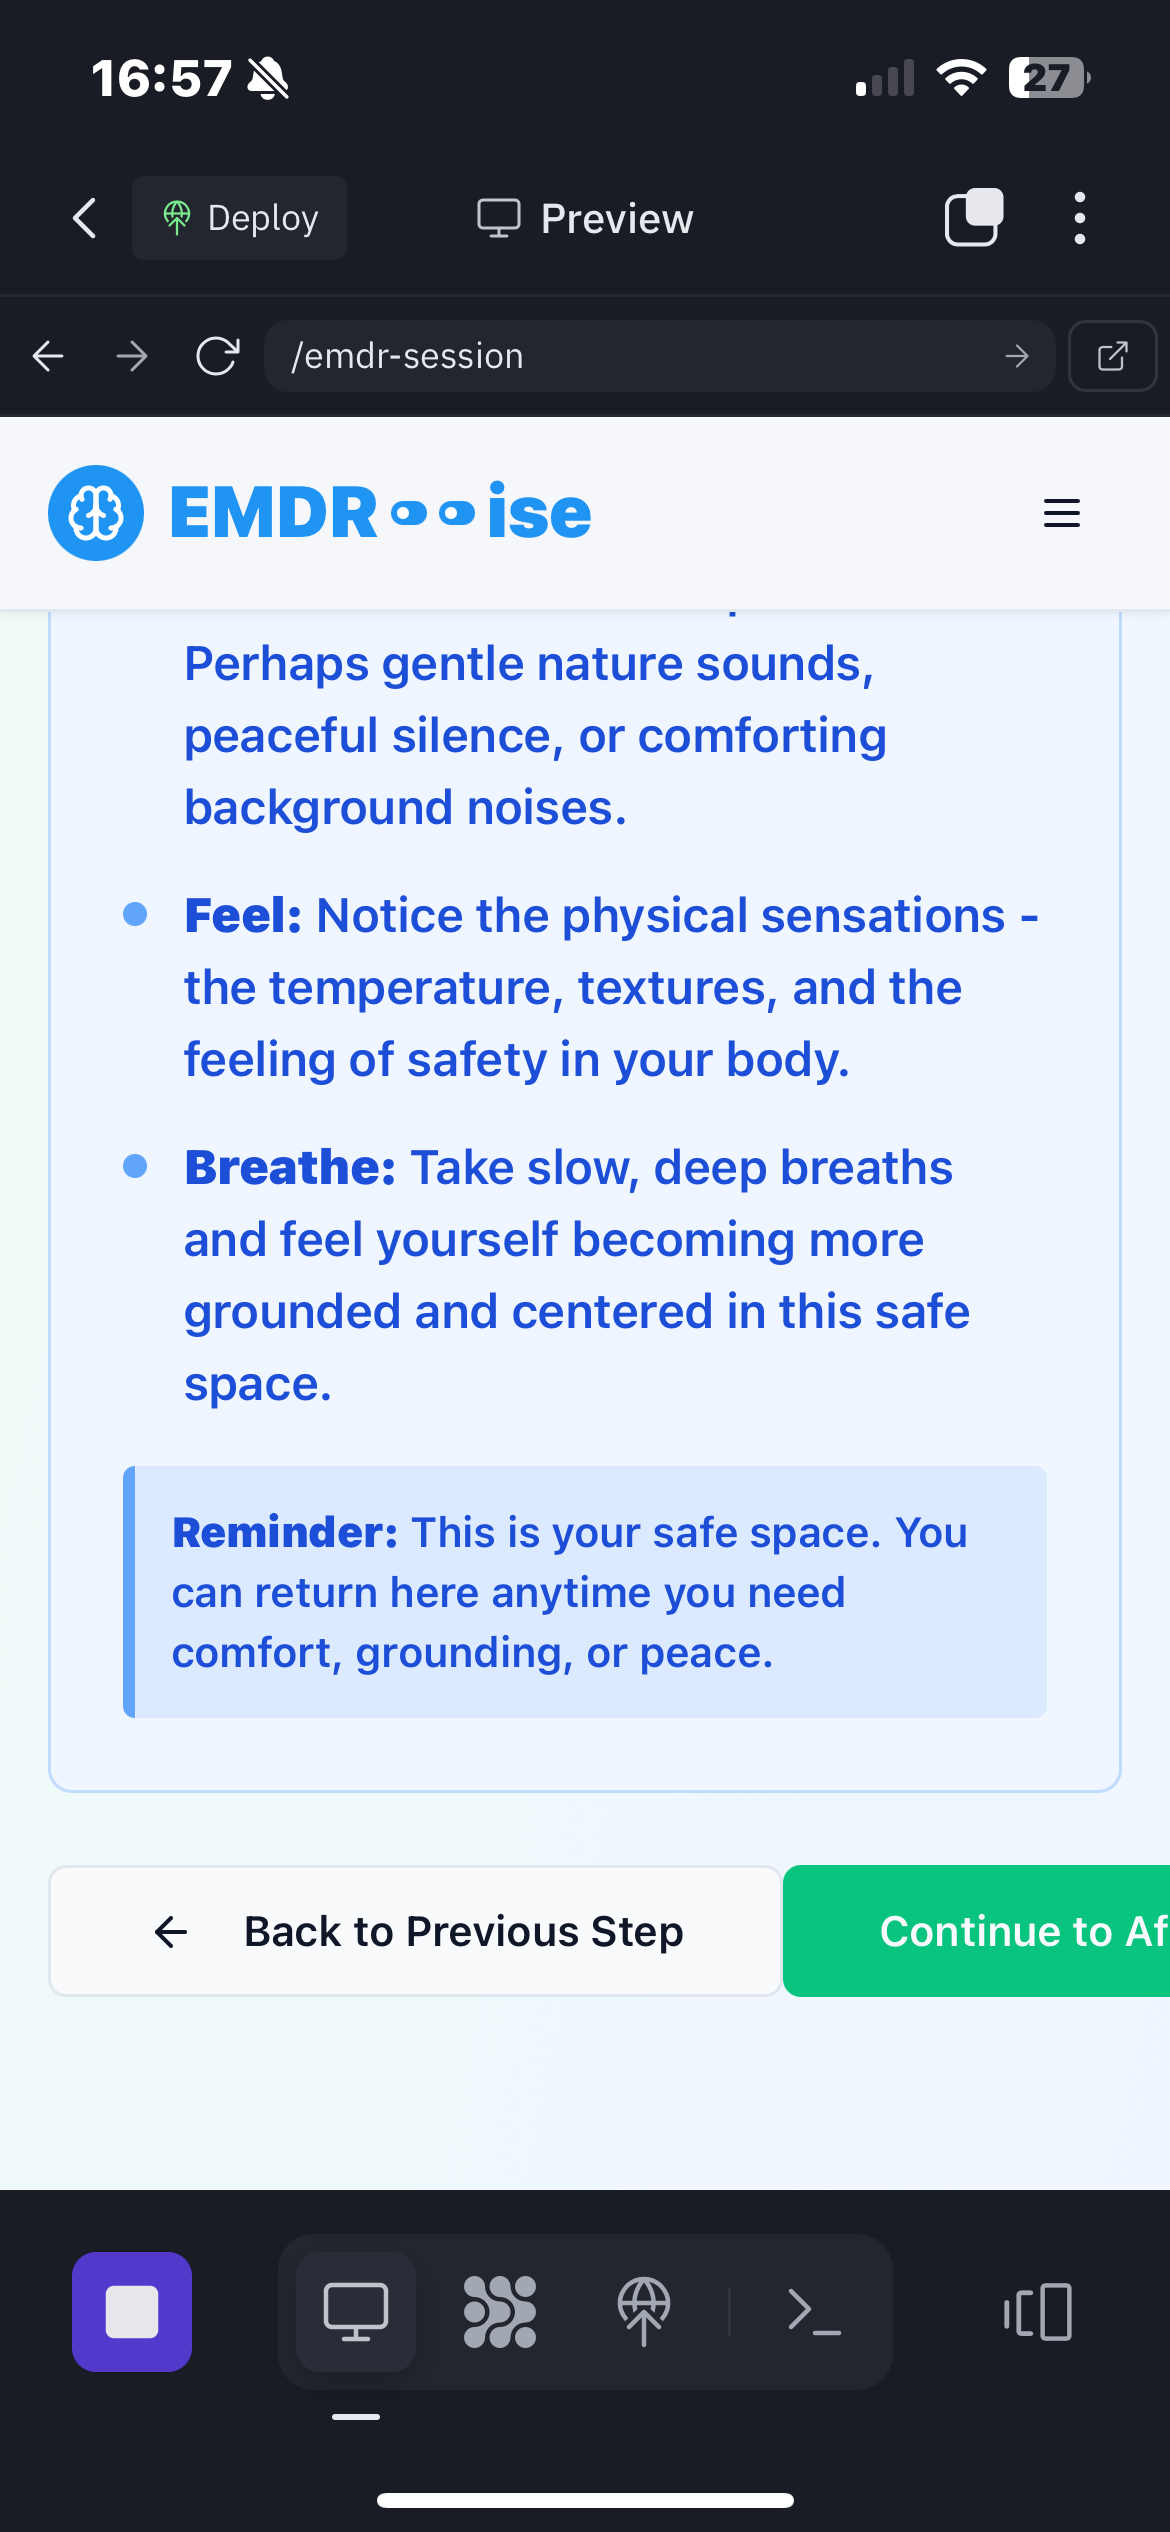 16:57
27
Deploy
Preview
/emdr-session
EMDR ise
Perhaps gentle nature sounds,
peaceful silence, or comforting
background noises.
Feel: Notice the physical sensations -
the temperature, textures, and the
feeling of safety in your body.
Breathe: Take slow, deep breaths
and feel yourself becoming more
grounded and centered in this safe
space.
Reminder: This is your safe space. You
can return here anytime you need
comfort, grounding, or peace.
Back to Previous Step
Continue to Af